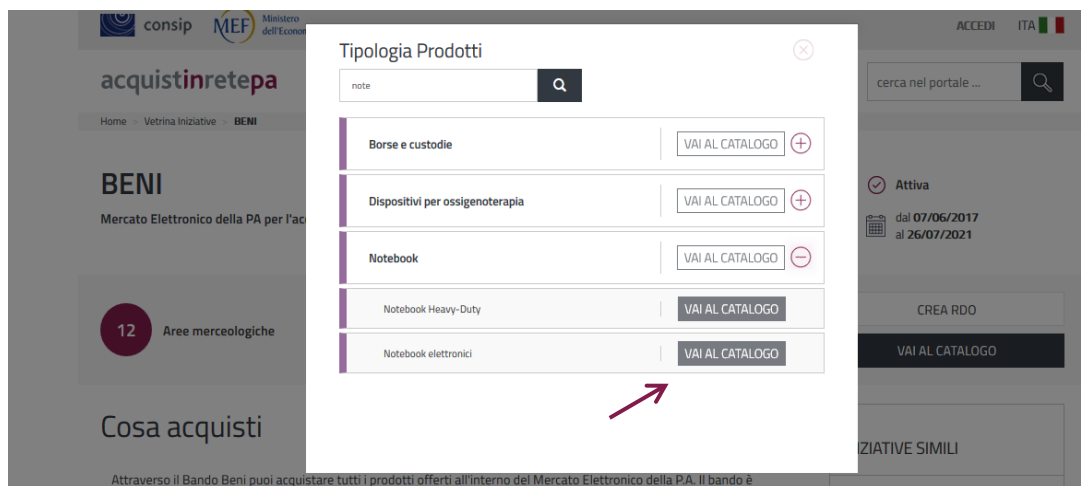 consip MEF Ministero
dell'Econom
ACCEDI ITA
acquistinretepa
cerca nel portale ...
Home > Vetrina Iniziative > BENI
Tipologia Prodotti
note
Borse e custodie VAI AL CATALOGO
Dispositivi per ossigenoterapia VAI AL CATALOGO
Notebook VAI AL CATALOGO
Notebook Heavy-Duty VAI AL CATALOGO
Notebook elettronici VAI AL CATALOGO
BENI
Mercato Elettronico della PA per l'ac
Attiva
dal 07/06/2017
al 26/07/2021
12 Aree merceologiche
CREA RDO
VAI AL CATALOGO
Cosa acquisti
IZIATIVE SIMILI
Attraverso il Bando Beni puoi acquistare tutti i prodotti offerti all'interno del Mercato Elettronico della P.A. Il bando è